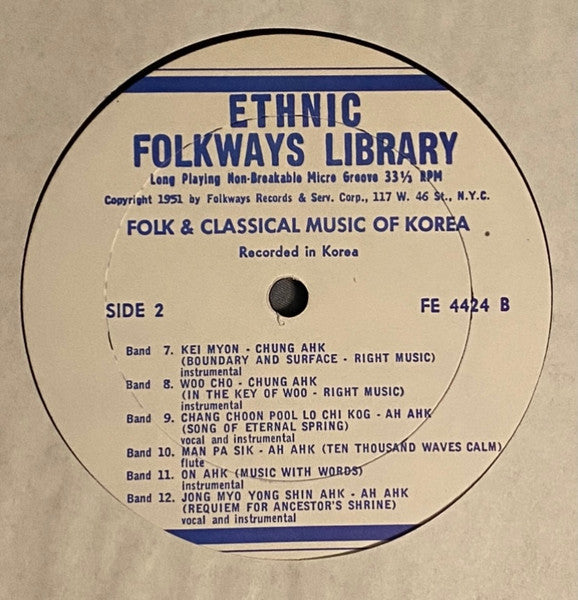 ETHNIC
FOLKWAYS LIBRARY
Long Playing Non-Breakable Micro Groove 33⅓ RPM
Copyright 1951 by Folkways Records & Serv. Corp., 117 W. 46 St., N.Y.C.
FOLK & CLASSICAL MUSIC OF KOREA
Recorded in Korea
SIDE 2 FE 4424 B
Band 7. KEI MYON - CHUNG AHK
(BOUNDARY AND SURFACE - RIGHT MUSIC)
instrumental
Band 8. WOO CHO - CHUNG AHK
(IN THE KEY OF WOO - RIGHT MUSIC)
instrumental
Band 9. CHANG CHOON POOL LO CHI KOG - AH AHK
(SONG OF ETERNAL SPRING)
vocal and instrumental
Band 10. MAN PA SIK - AH AHK (TEN THOUSAND WAVES CALM)
flute
Band 11. ON AHK (MUSIC WITH WORDS)
instrumental
Band 12. JONG MYO YONG SHIN AHK - AH AHK
(REQUIEM FOR ANCESTOR'S SHRINE)
vocal and instrumental